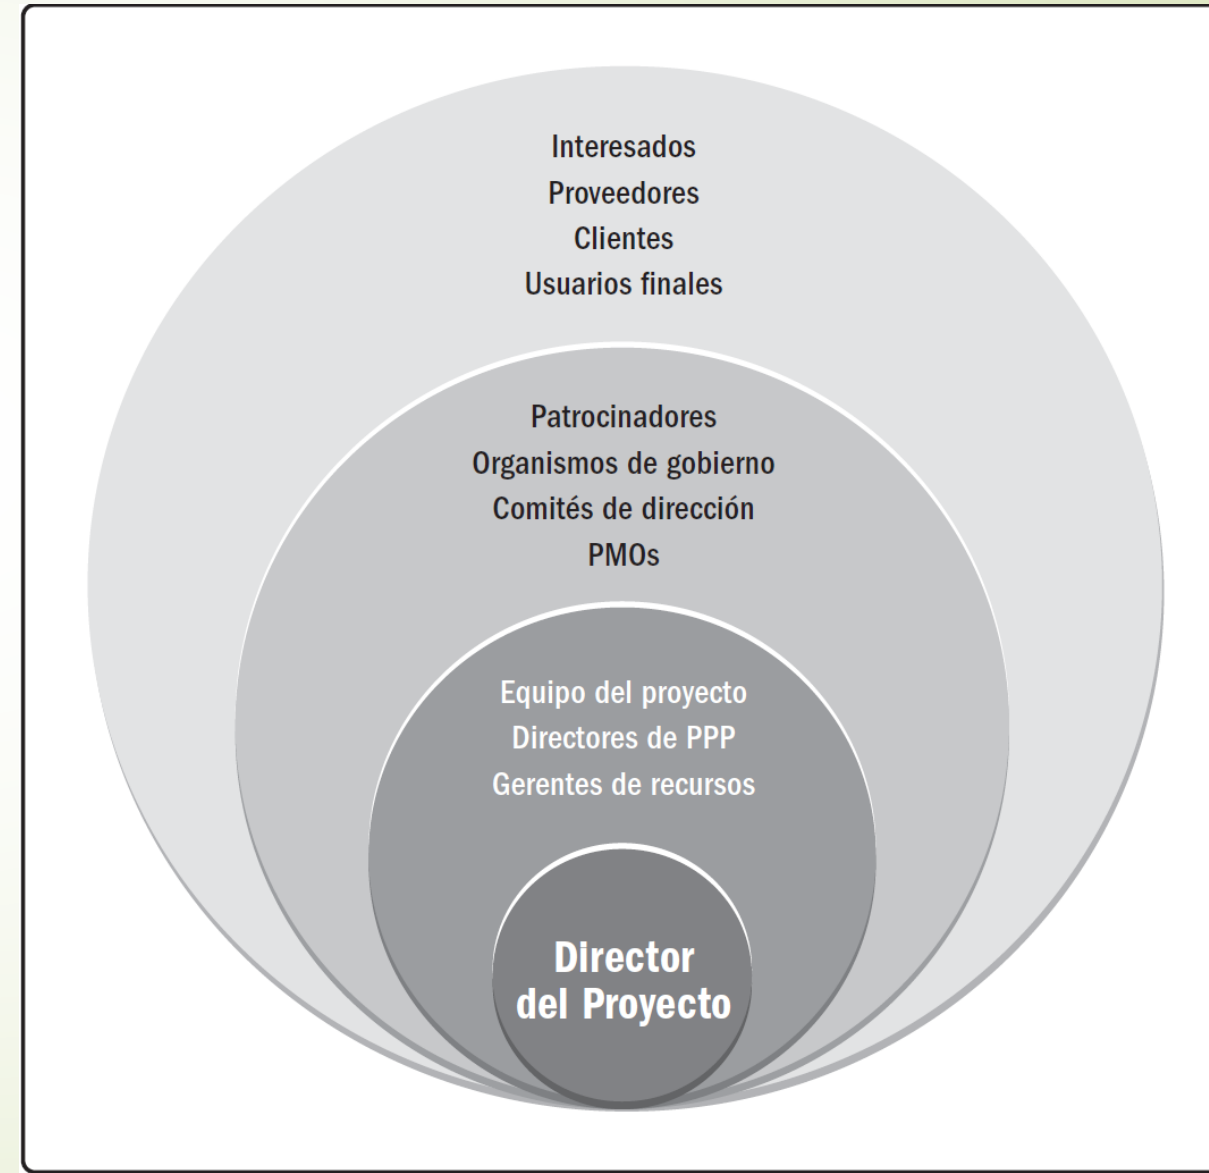 Interesados
Proveedores
Clientes
Usuarios finales
Patrocinadores
Organismos de gobierno
Comités de dirección
PMOs
Equipo del proyecto
Directores de PPP
Gerentes de recursos
Director
del Proyecto